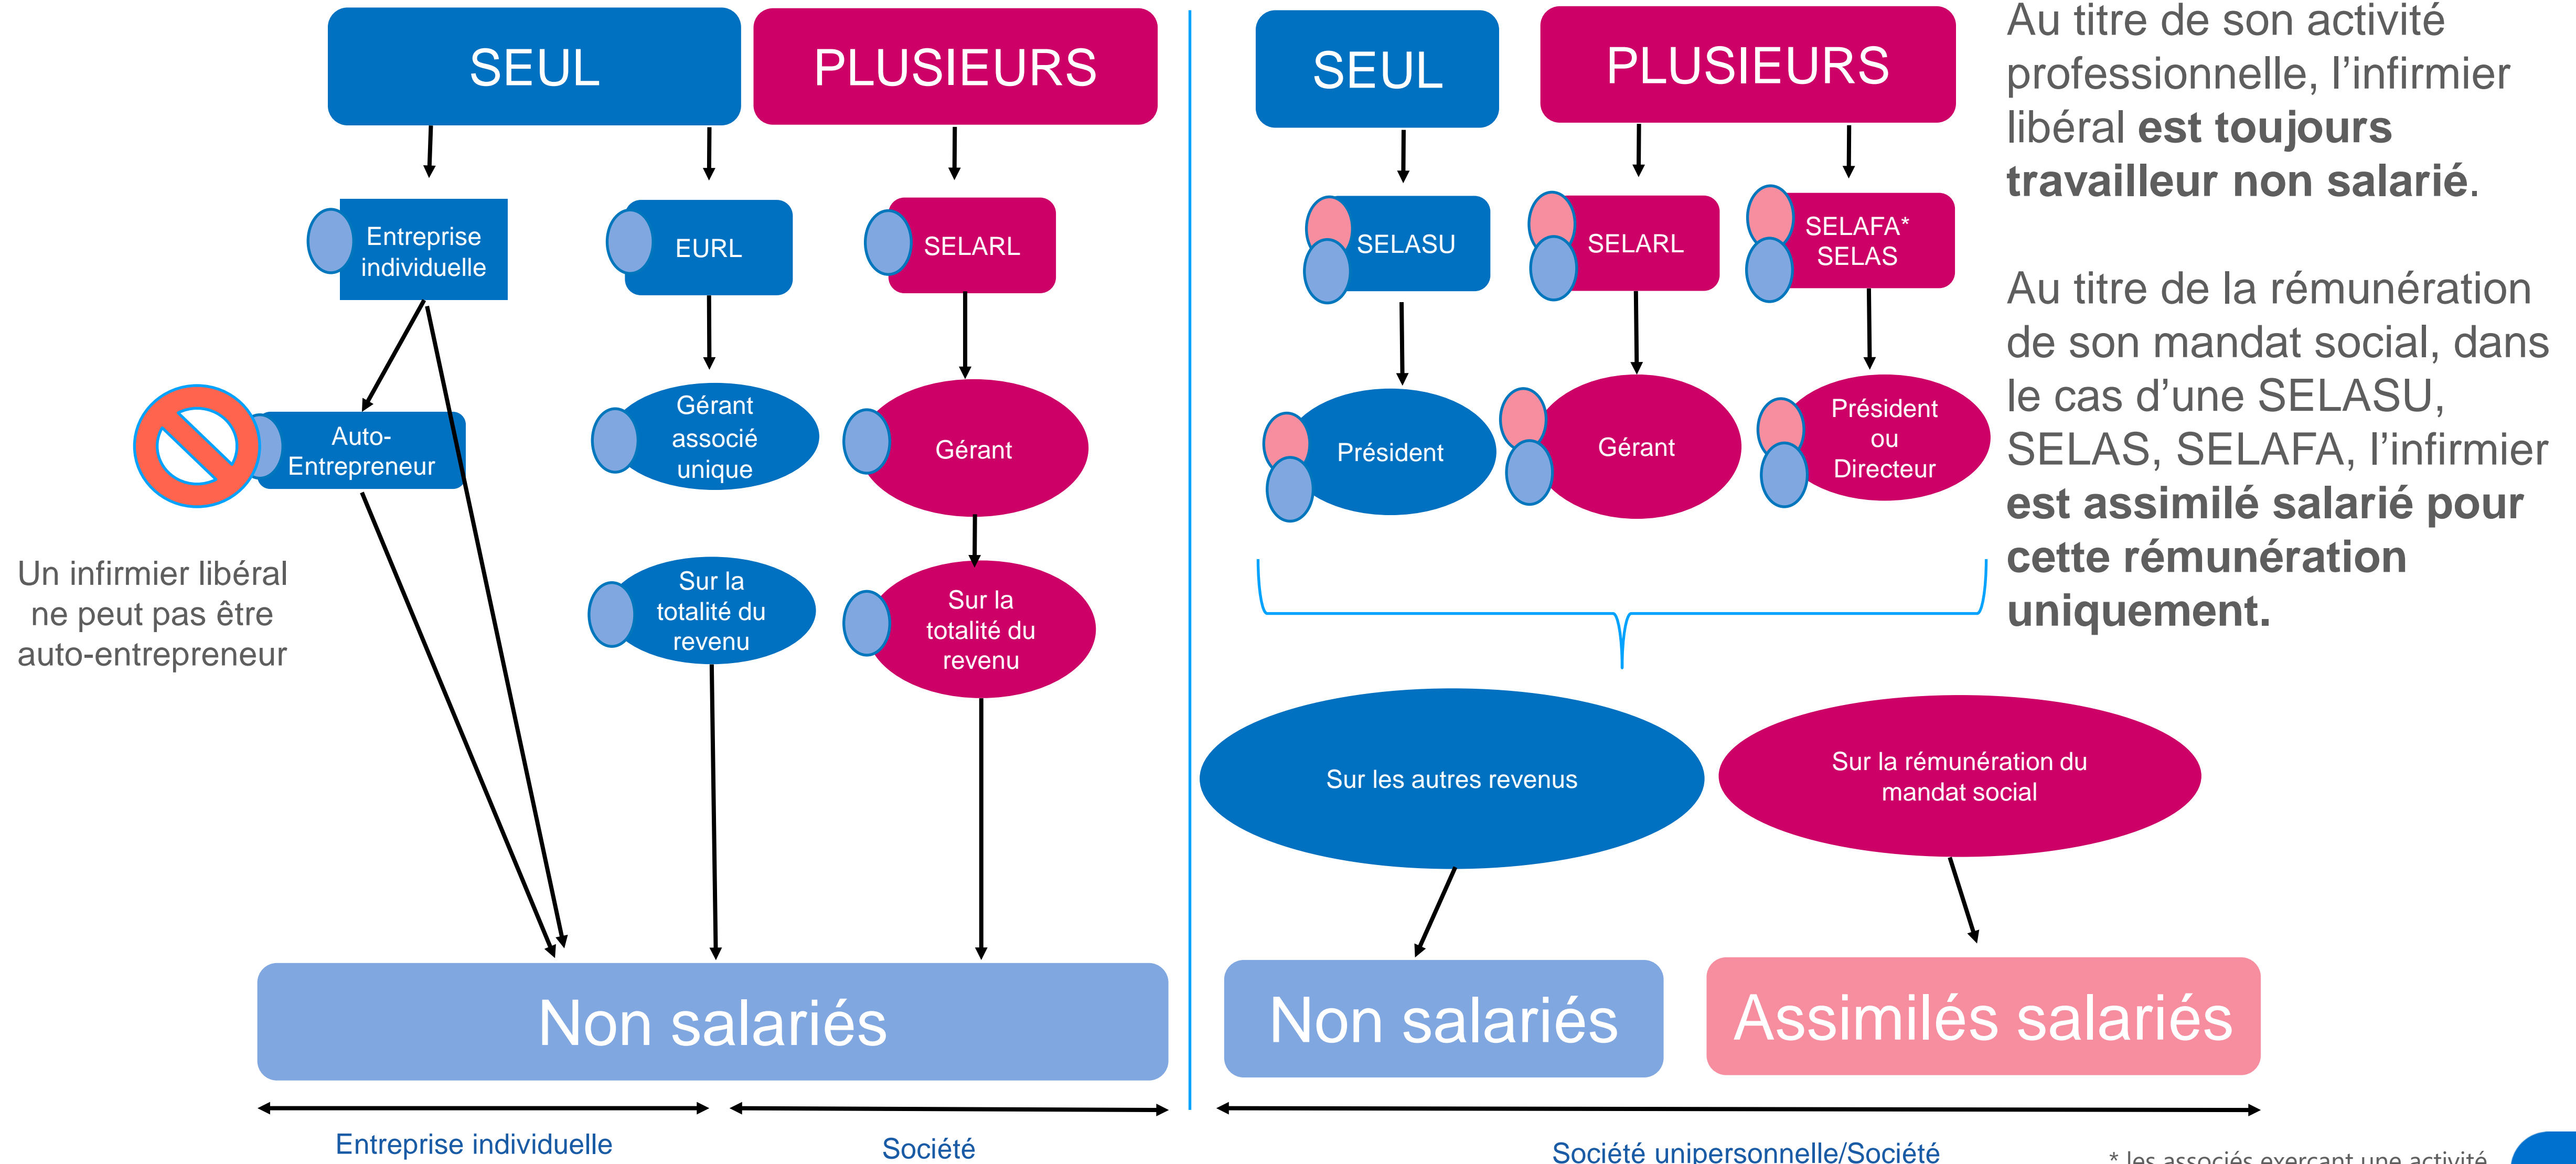 SEUL
PLUSIEURS
Entreprise
individuelle
EURL
SELARL
Auto-
Entrepreneur
Gérant
associé
unique
Gérant
Un infirmier libéral
ne peut pas être
auto-entrepreneur
Sur la
totalité du
revenu
Sur la
totalité du
revenu
Non salariés
Entreprise individuelle
Société
SEUL
PLUSIEURS
SELASU
SELARL
SELAFA*
SELAS
Président
Gérant
Président
ou
Directeur
Sur les autres revenus
Sur la rémunération du
mandat social
Non salariés
Assimilés salariés
Société unipersonnelle/Société
Au titre de son activité
professionnelle, l’infirmier
libéral est toujours
travailleur non salarié.
Au titre de la rémunération
de son mandat social, dans
le cas d’une SELASU,
SELAS, SELAFA, l’infirmier
est assimilé salarié pour
cette rémunération
uniquement.
* les associés exerçant une activité